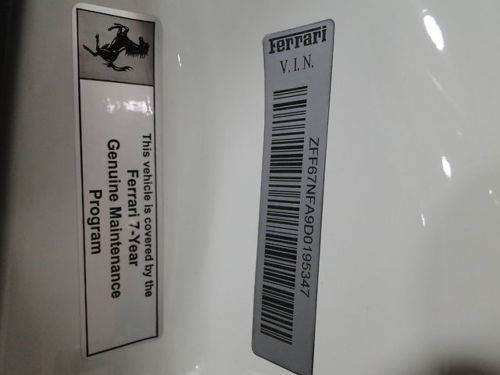 This vehicle is covered by the
Ferrari 7-Year
Genuine Maintenance
Program
Ferrari
V.I.N.
ZFF67NFA9D0195347